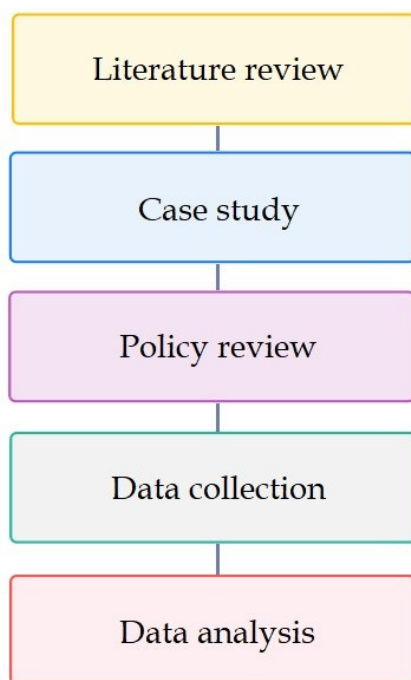 Literature review
Case study
Policy review
Data collection
Data analysis